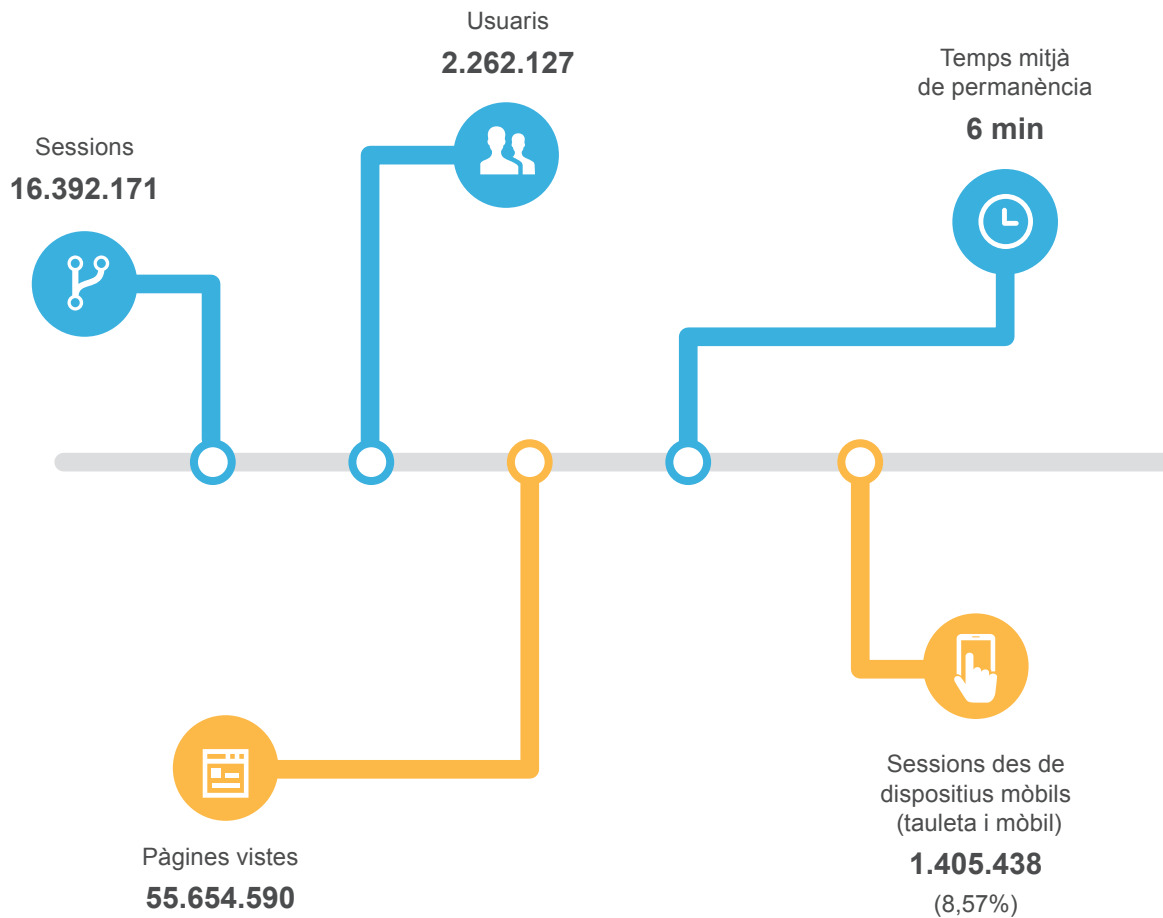 Usuaris
2.262.127
Temps mitjà
de permanència
6 min
Sessions
16.392.171
Pàgines vistes
55.654.590
Sessions des de
dispositius mòbils
(tauleta i mòbil)
1.405.438
(8,57%)